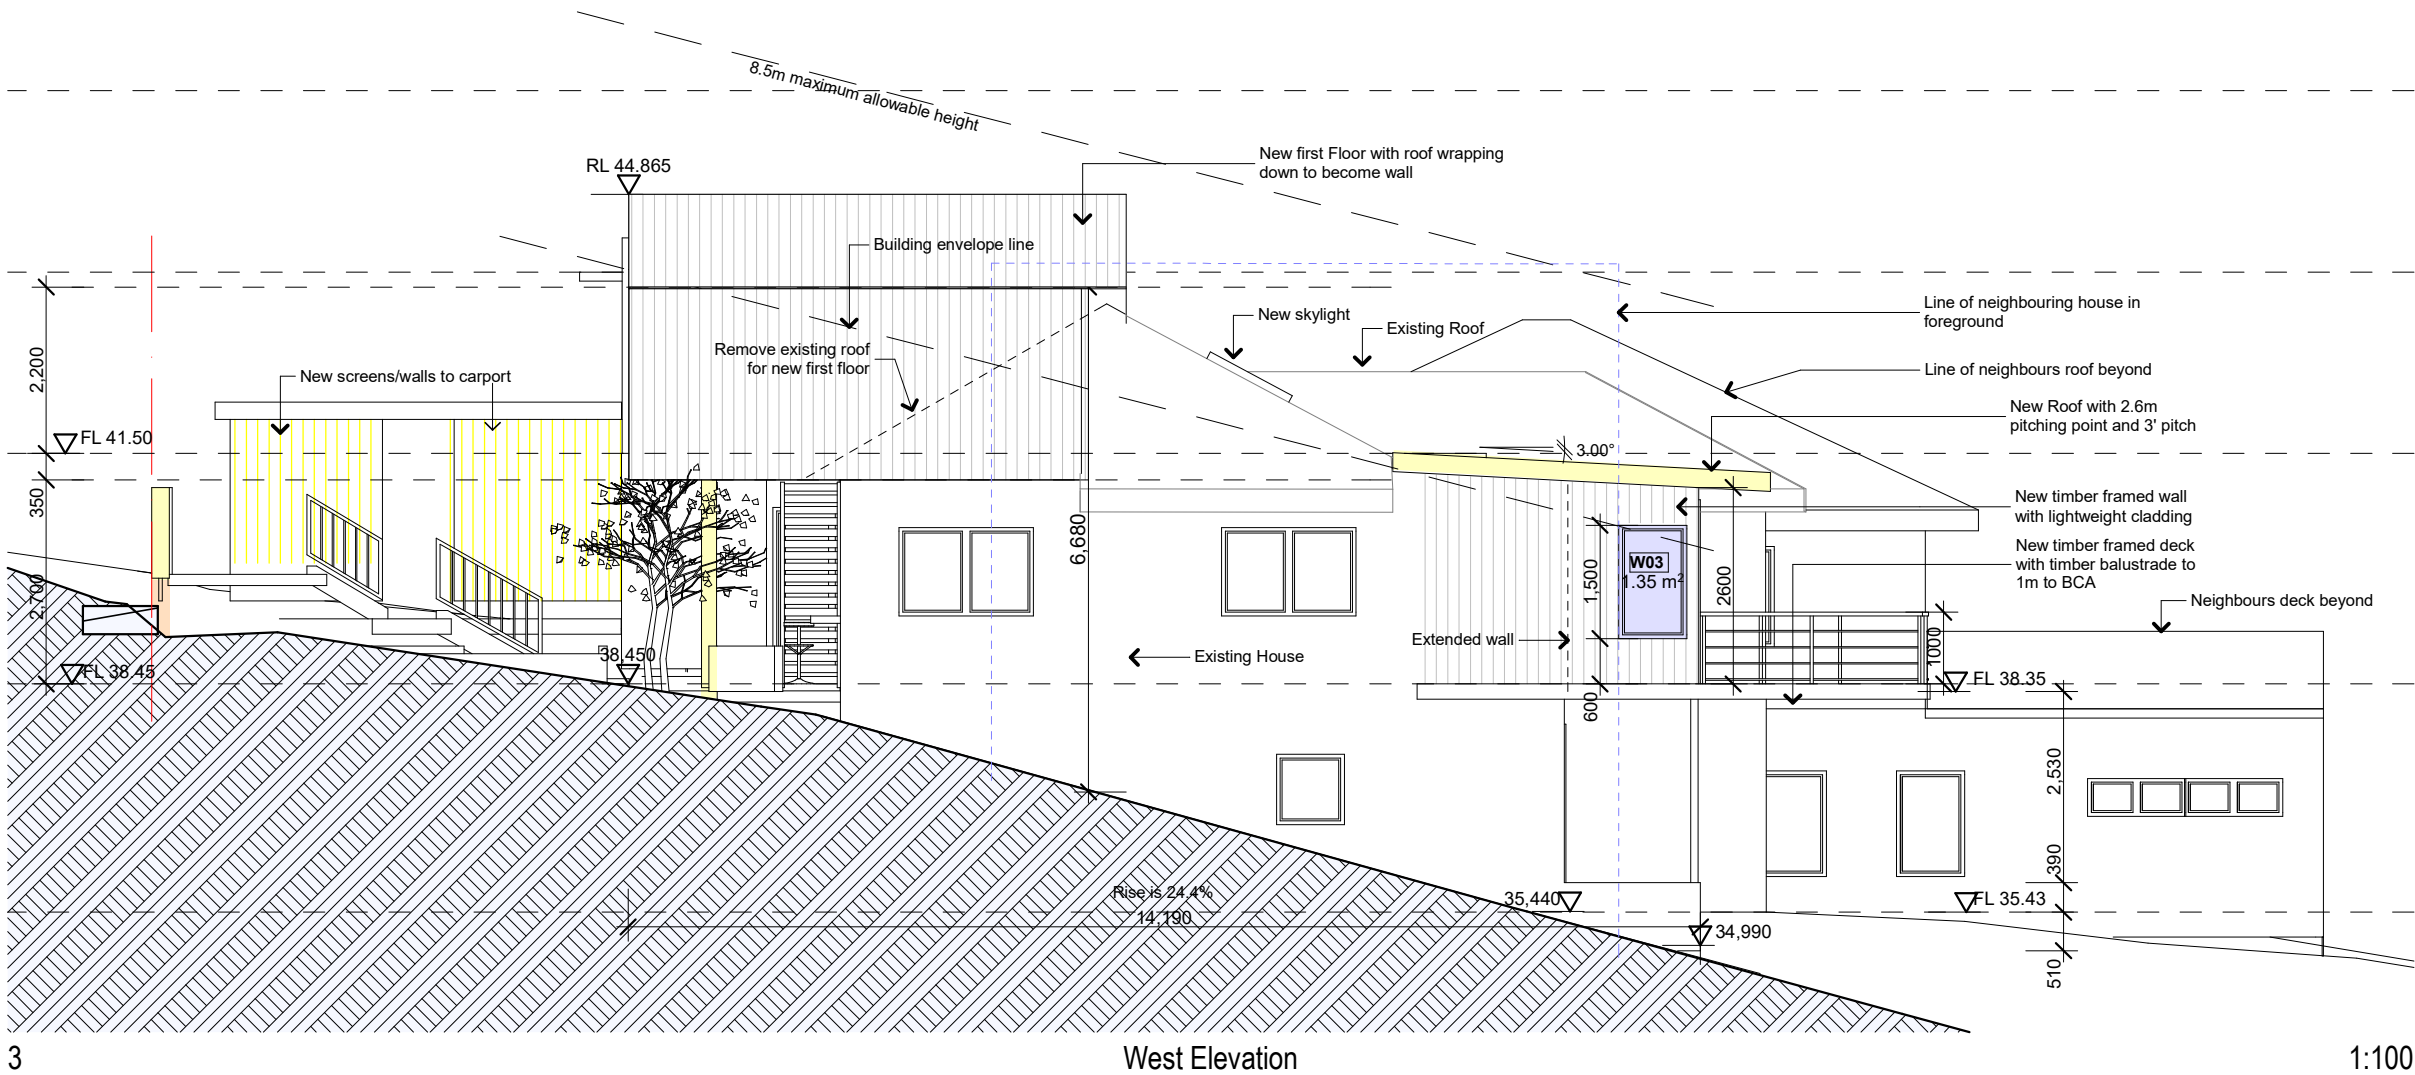 8.5m maximum allowable height
RL 44.865
New first Floor with roof wrapping
down to become wall
Building envelope line
Line of neighbouring house in
foreground
New skylight
Existing Roof
Remove existing roof
for new first floor
Line of neighbours roof beyond
2,200
New screens/walls to carport
New Roof with 2.6m
pitching point and 3' pitch
FL 41.50
3.00°
350
New timber framed wall
with lightweight cladding
6,680
New timber framed deck
with timber balustrade to
1m to BCA
W03
1.35 m²
1,500
2600
2,700
Neighbours deck beyond
Extended wall
1000
38,450
Existing House
FL 38.45
FL 38.35
600
2,530
390
Rise is 24.4%
14,190
35,440
FL 35.43
34,990
510
3
West Elevation
1:100